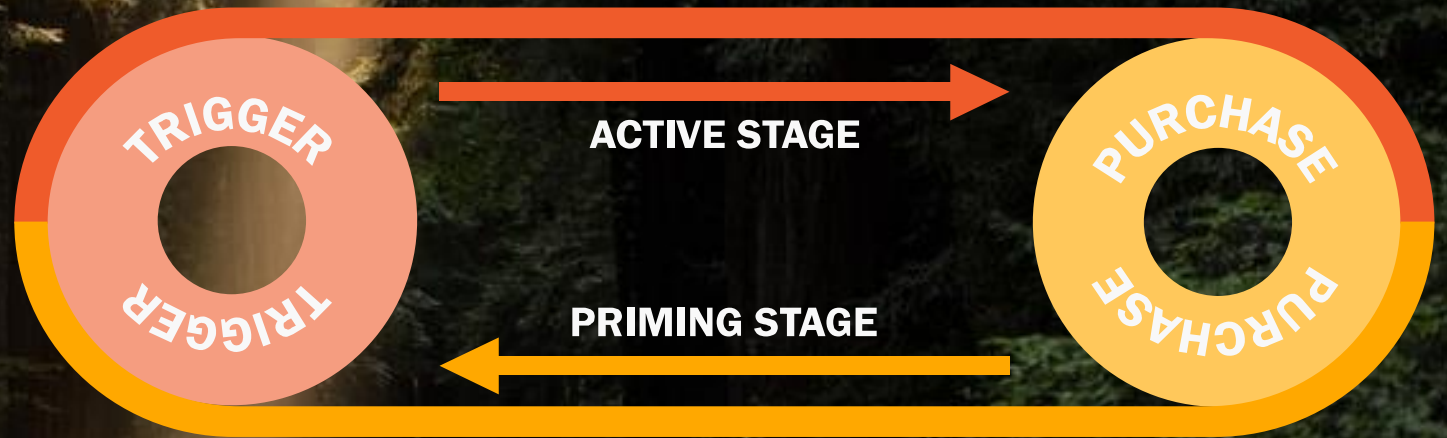 TRIGGER
TRIGGER
ACTIVE STAGE
PRIMING STAGE
PURCHASE
PURCHASE